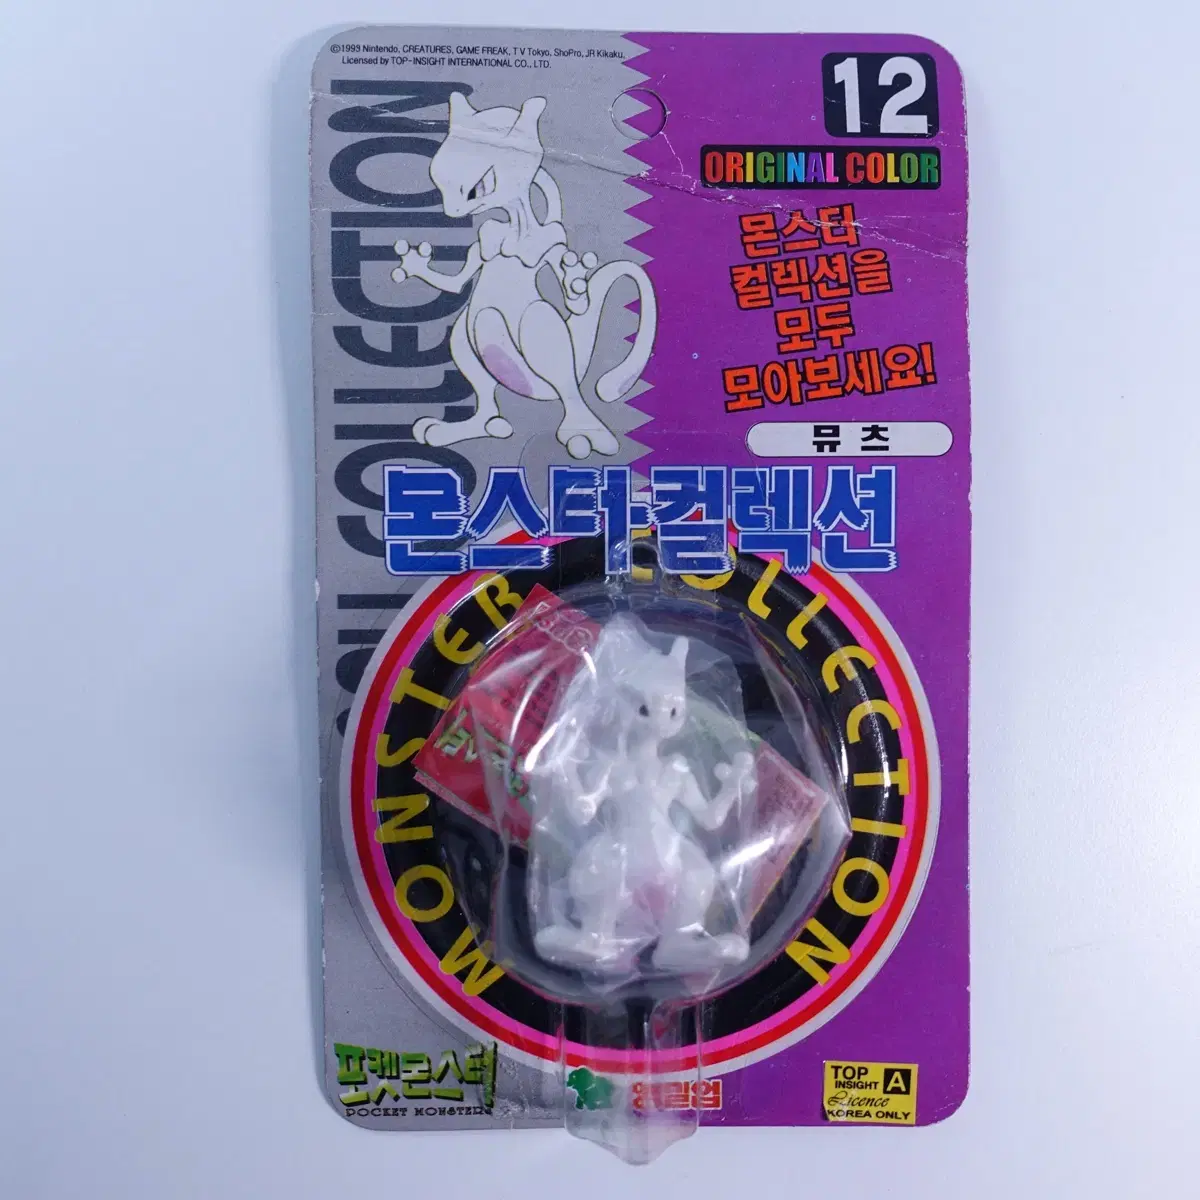 ©1999 Nintendo, CREATURES, GAME FREAK, TV Tokyo, ShoPro, JR Kikaku.
Licensed by TOP-INSIGHT INTERNATIONAL CO., LTD.
12
ORIGINAL COLOR
COLLECTION
몬스터
컬렉션을
모두
모아보세요!
뮤츠
몬스터컬렉션
MONSTER COLLECTION
포켓몬스터
POCKET MONSTERS
TOP
INSIGHT A
Licence
KOREA ONLY